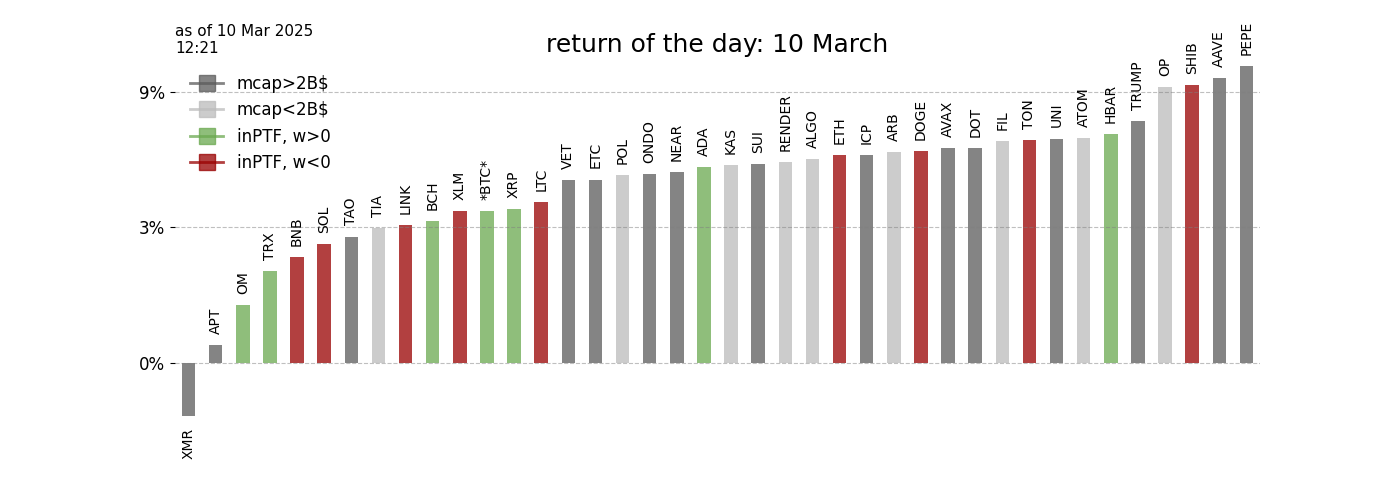 as of 10 Mar 2025
12:21
return of the day: 10 March
mcap>2B$
mcap<2B$
inPTF, w>0
inPTF, w<0
9%
3%
0%
XMR
APT
OM
TRX
BNB
SOL
TAO
TIA
LINK
BCH
XLM
*BTC*
XRP
LTC
VET
ETC
POL
ONDO
NEAR
ADA
KAS
SUI
RENDER
ALGO
ETH
ICP
ARB
DOGE
AVAX
DOT
FIL
TON
UNI
ATOM
HBAR
TRUMP
OP
SHIB
AAVE
PEPE